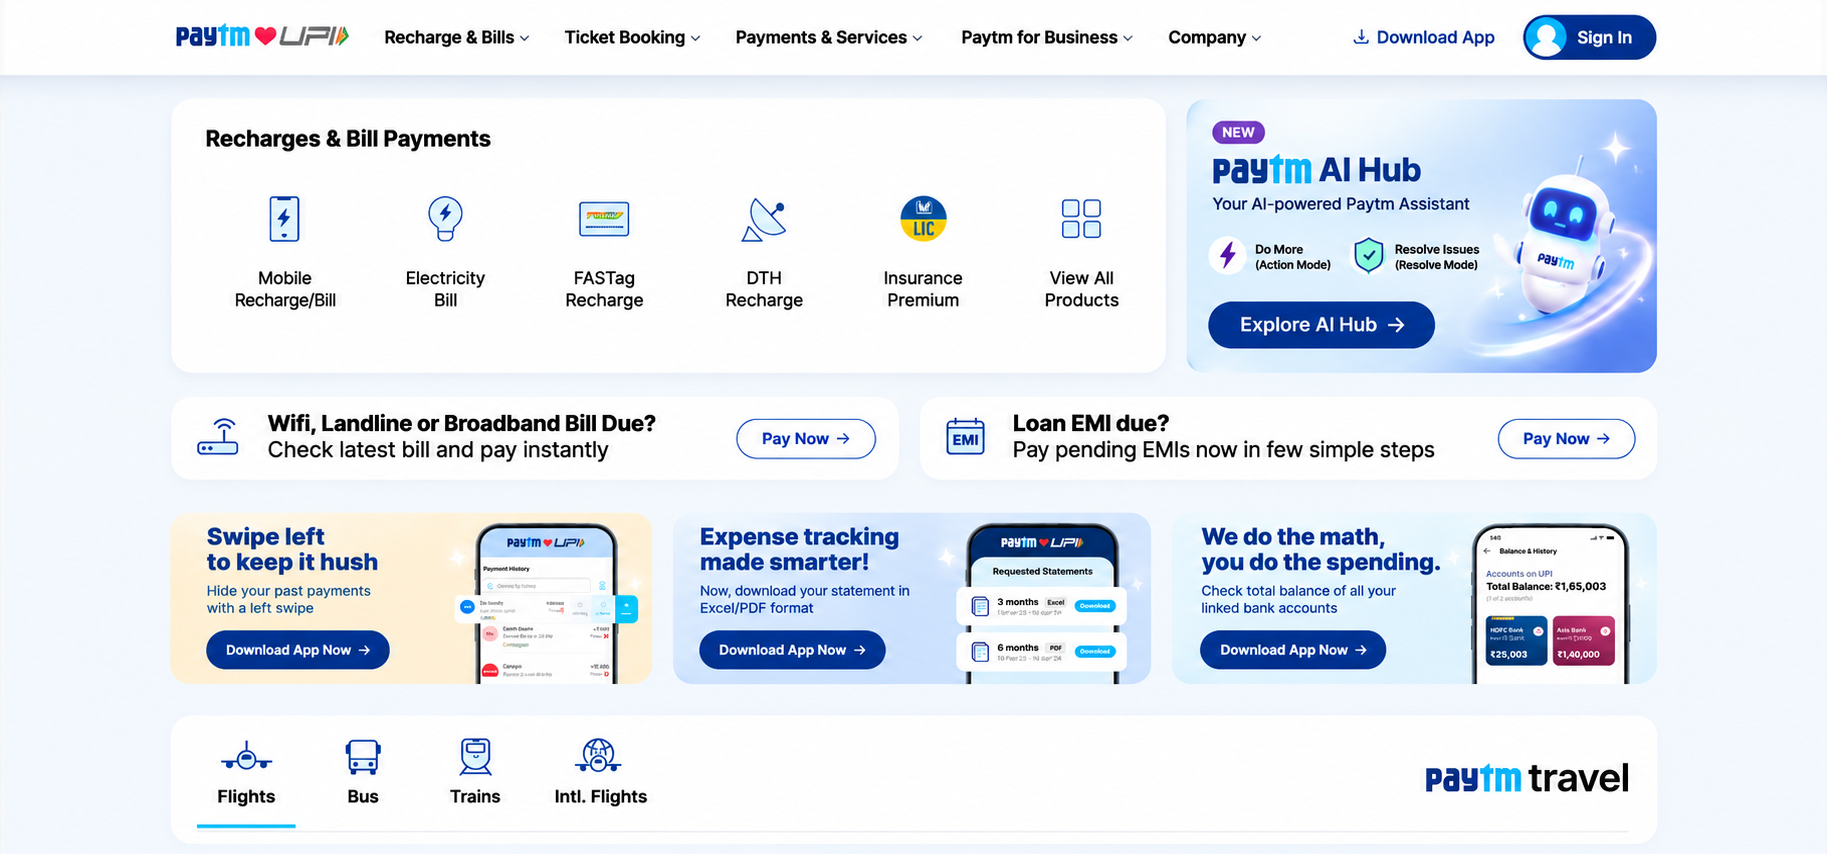 paytm UPI
Recharge & Bills
Ticket Booking
Payments & Services
Paytm for Business
Company
Download App
Sign In
Recharges & Bill Payments
Mobile
Recharge/Bill
Electricity
Bill
FASTag
Recharge
DTH
Recharge
LIC
Insurance
Premium
View All
Products
NEW
paytm AI Hub
Your AI-powered Paytm Assistant
Do More
(Action Mode)
Resolve Issues
(Resolve Mode)
paytm
Explore AI Hub
Wifi, Landline or Broadband Bill Due?
Check latest bill and pay instantly
Pay Now
EMI
Loan EMI due?
Pay pending EMIs now in few simple steps
Pay Now
Swipe left
to keep it hush
Hide your past payments
with a left swipe
Download App Now
paytm UPI
Payment History
Expense tracking
made smarter!
Now, download your statement in
Excel/PDF format
Download App Now
paytm UPI
Requested Statements
3 months Excel
Download
6 months PDF
Download
We do the math,
you do the spending.
Check total balance of all your
linked bank accounts
Download App Now
Balance & History
Accounts on UPI
Total Balance: ₹1,65,003
HDFC Bank
₹25,003
Axis Bank
₹1,40,000
Flights
Bus
Trains
Intl. Flights
paytm travel